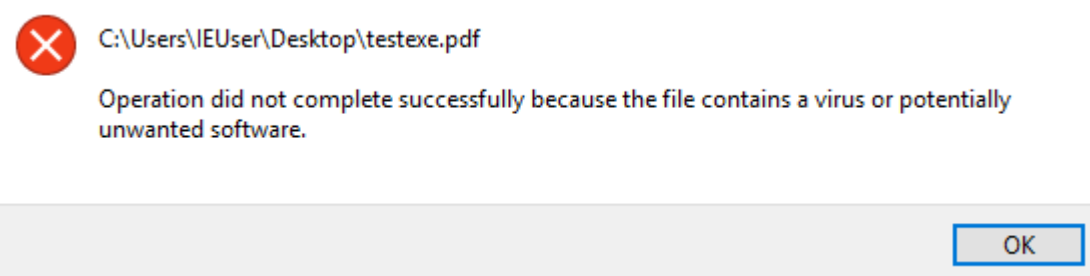 C:\Users\IEUser\Desktop\testexe.pdf
Operation did not complete successfully because the file contains a virus or potentially
unwanted software.
OK